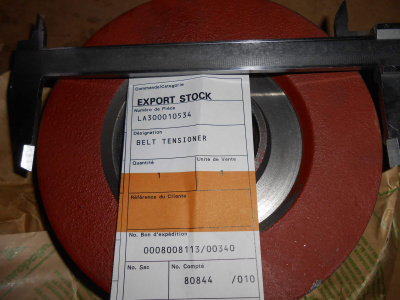 Commande/Catégorie
EXPORT STOCK
Numéro de Pièce
LA300010534
Désignation
BELT TENSIONER
Quantité Unité de Vente
1 1
Référence du Client
No. Bon d'expédition
0008008113/00340
No. Sac No. Compte
80844 /010